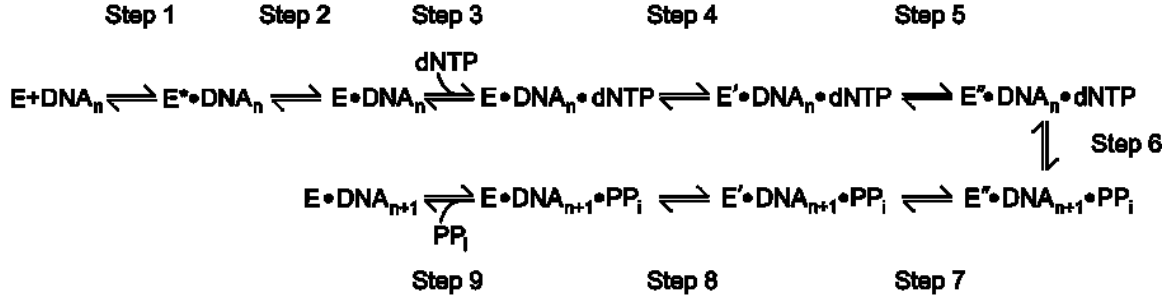 Step 1 Step 2 Step 3 Step 4 Step 5
dNTP
E+DNAn E*•DNAn E•DNAn E•DNAn•dNTP E′•DNAn•dNTP E″•DNAn•dNTP
Step 6
E•DNAn+1 E•DNAn+1•PPi E′•DNAn+1•PPi E″•DNAn+1•PPi
PPi
Step 9 Step 8 Step 7